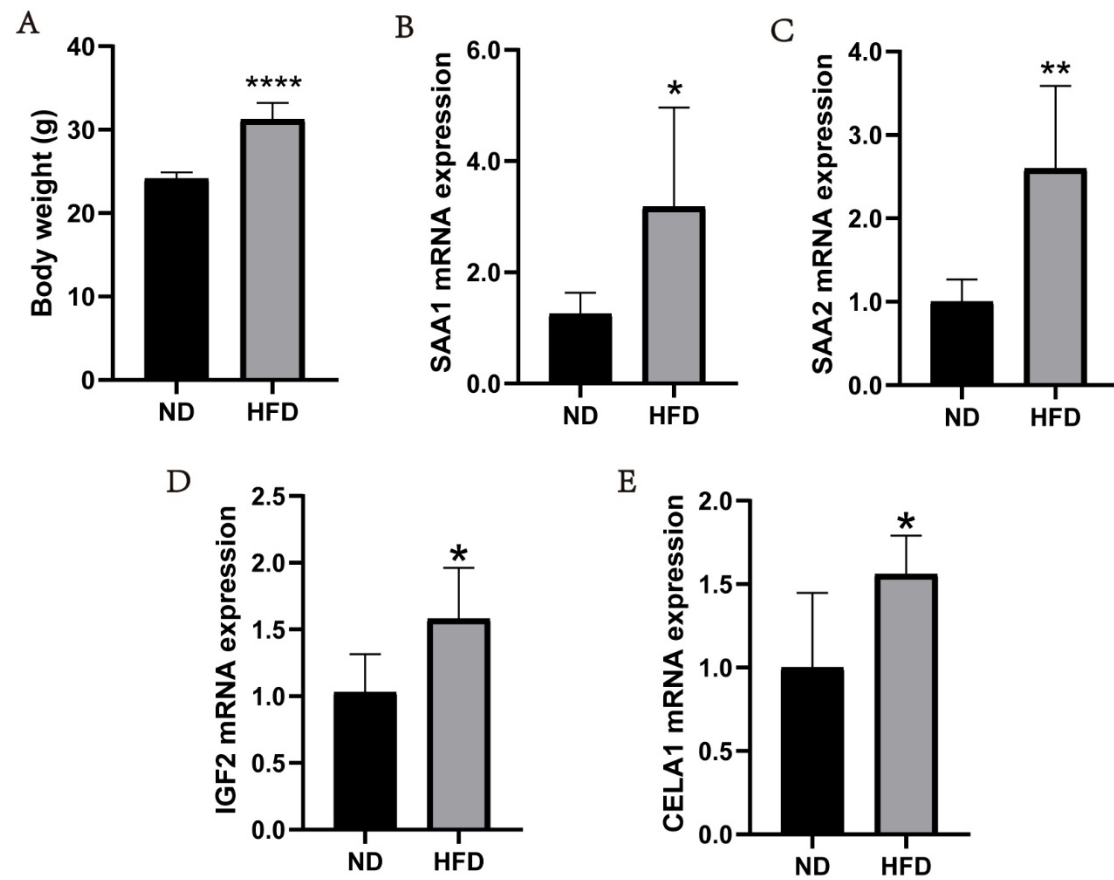 A
Body weight (g)
40
30
20
10
0
****
ND HFD
B
SAA1 mRNA expression
6.0
4.0
2.0
0.0
*
ND HFD
C
SAA2 mRNA expression
4.0
3.0
2.0
1.0
0.0
**
ND HFD
D
IGF2 mRNA expression
2.5
2.0
1.5
1.0
0.5
0.0
*
ND HFD
E
CELA1 mRNA expression
2.0
1.5
1.0
0.5
0.0
*
ND HFD